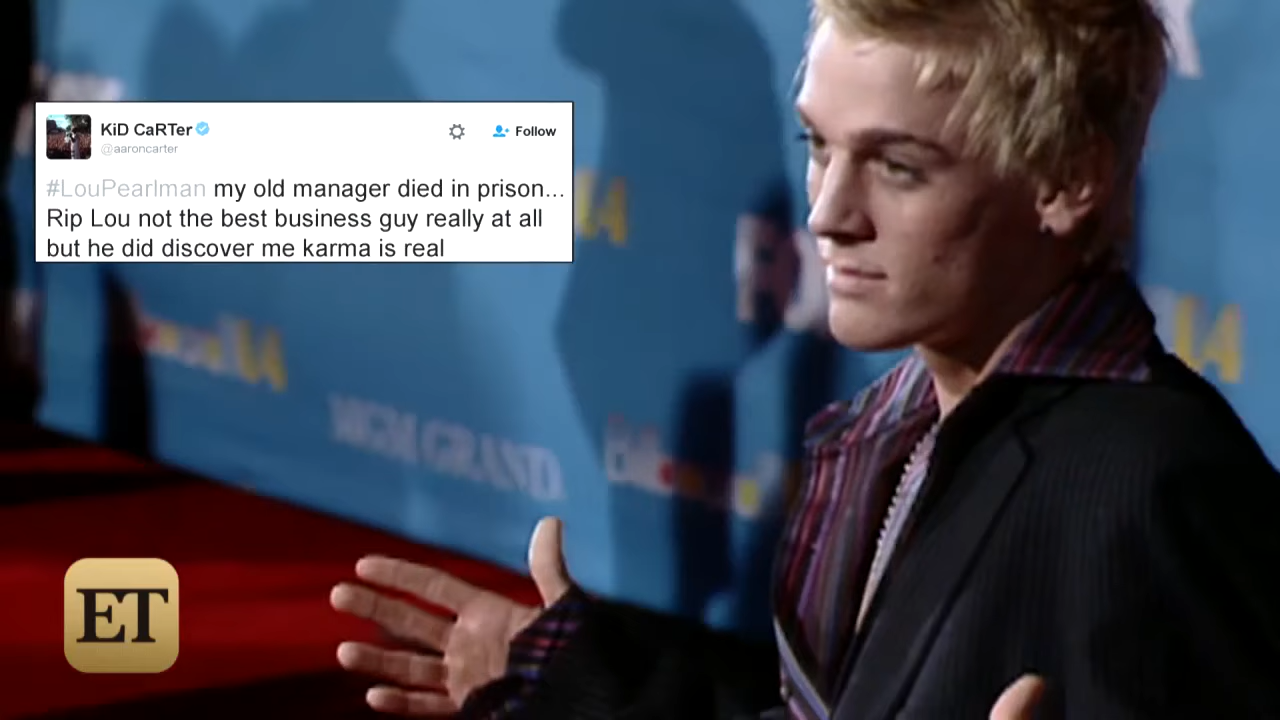 KiD CaRTer
@aaroncarter
Follow
#LouPearlman my old manager died in prison...
Rip Lou not the best business guy really at all
but he did discover me karma is real
MGM GRAND
ET